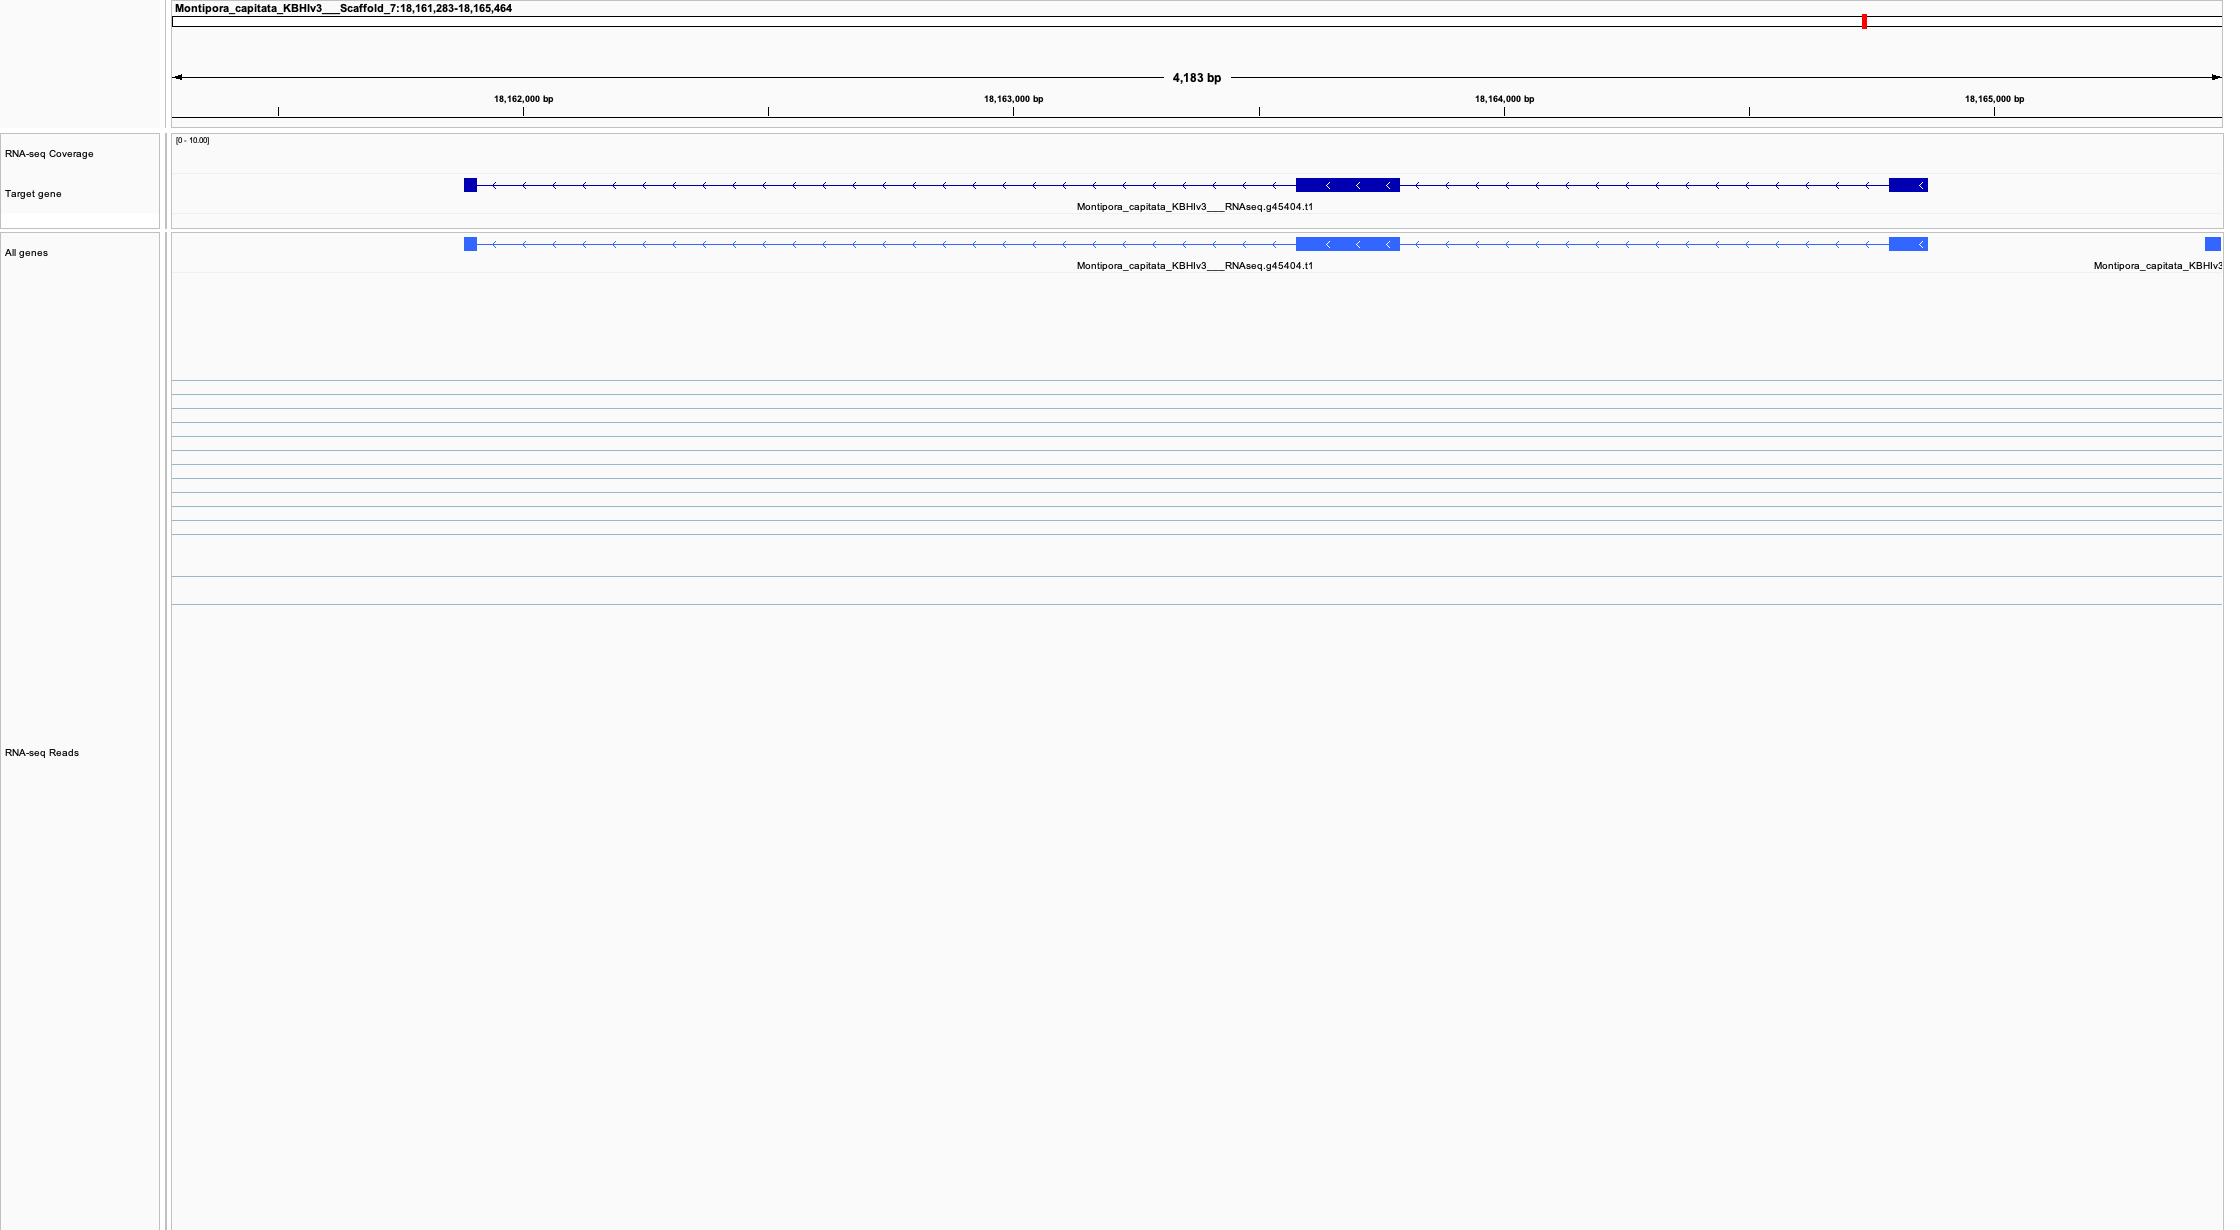 Montipora_capitata_KBHIv3___Scaffold_7:18,161,283-18,165,464
4,183 bp
18,162,000 bp 18,163,000 bp 18,164,000 bp 18,165,000 bp
[0 - 10.00]
RNA-seq Coverage
Target gene
Montipora_capitata_KBHIv3___RNAseq.g45404.t1
All genes
Montipora_capitata_KBHIv3___RNAseq.g45404.t1 Montipora_capitata_KBHIv3
RNA-seq Reads